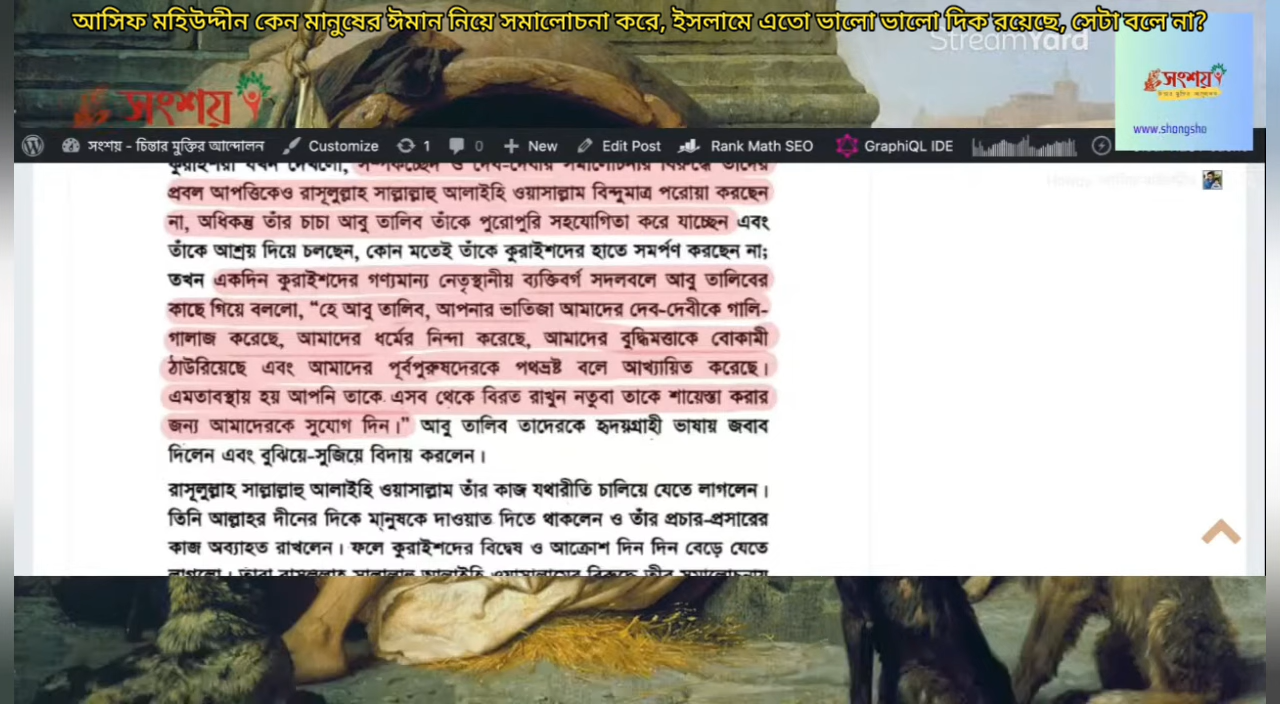 আসিফ মহিউদ্দীন কেন মানুষের ঈমান নিয়ে সমালোচনা করে, ইসলামে এতো ভালো ভালো দিক রয়েছে, সেটা বলে না?
StreamYard
সংশয়
সংশয়
www.shongsho
সংশয় - চিন্তার মুক্তির আন্দোলন Customize 1 0 New Edit Post Rank Math SEO GraphiQL IDE
প্রবল আপত্তিকেও রাসূলুল্লাহ সাল্লাল্লাহু আলাইহি ওয়াসাল্লাম বিন্দুমাত্র পরোয়া করছেন
না, অধিকন্তু তাঁর চাচা আবু তালিব তাঁকে পুরোপুরি সহযোগিতা করে যাচ্ছেন এবং
তাঁকে আশ্রয় দিয়ে চলছেন, কোন মতেই তাঁকে কুরাইশদের হাতে সমর্পণ করছেন না;
তখন একদিন কুরাইশদের গণ্যমান্য নেতৃস্থানীয় ব্যক্তিবর্গ সদলবলে আবু তালিবের
কাছে গিয়ে বললো, “হে আবু তালিব, আপনার ভাতিজা আমাদের দেব-দেবীকে গালি-
গালাজ করেছে, আমাদের ধর্মের নিন্দা করেছে, আমাদের বুদ্ধিমত্তাকে বোকামী
ঠাউরিয়েছে এবং আমাদের পূর্বপুরুষদেরকে পথভ্রষ্ট বলে আখ্যায়িত করেছে।
এমতাবস্থায় হয় আপনি তাকে এসব থেকে বিরত রাখুন নতুবা তাকে শায়েস্তা করার
জন্য আমাদেরকে সুযোগ দিন।” আবু তালিব তাদেরকে হৃদয়গ্রাহী ভাষায় জবাব
দিলেন এবং বুঝিয়ে-সুজিয়ে বিদায় করলেন।
রাসূলুল্লাহ সাল্লাল্লাহু আলাইহি ওয়াসাল্লাম তাঁর কাজ যথারীতি চালিয়ে যেতে লাগলেন।
তিনি আল্লাহর দীনের দিকে মানুষকে দাওয়াত দিতে থাকলেন ও তাঁর প্রচার-প্রসারের
কাজ অব্যাহত রাখলেন। ফলে কুরাইশদের বিদ্বেষ ও আক্রোশ দিন দিন বেড়ে যেতে